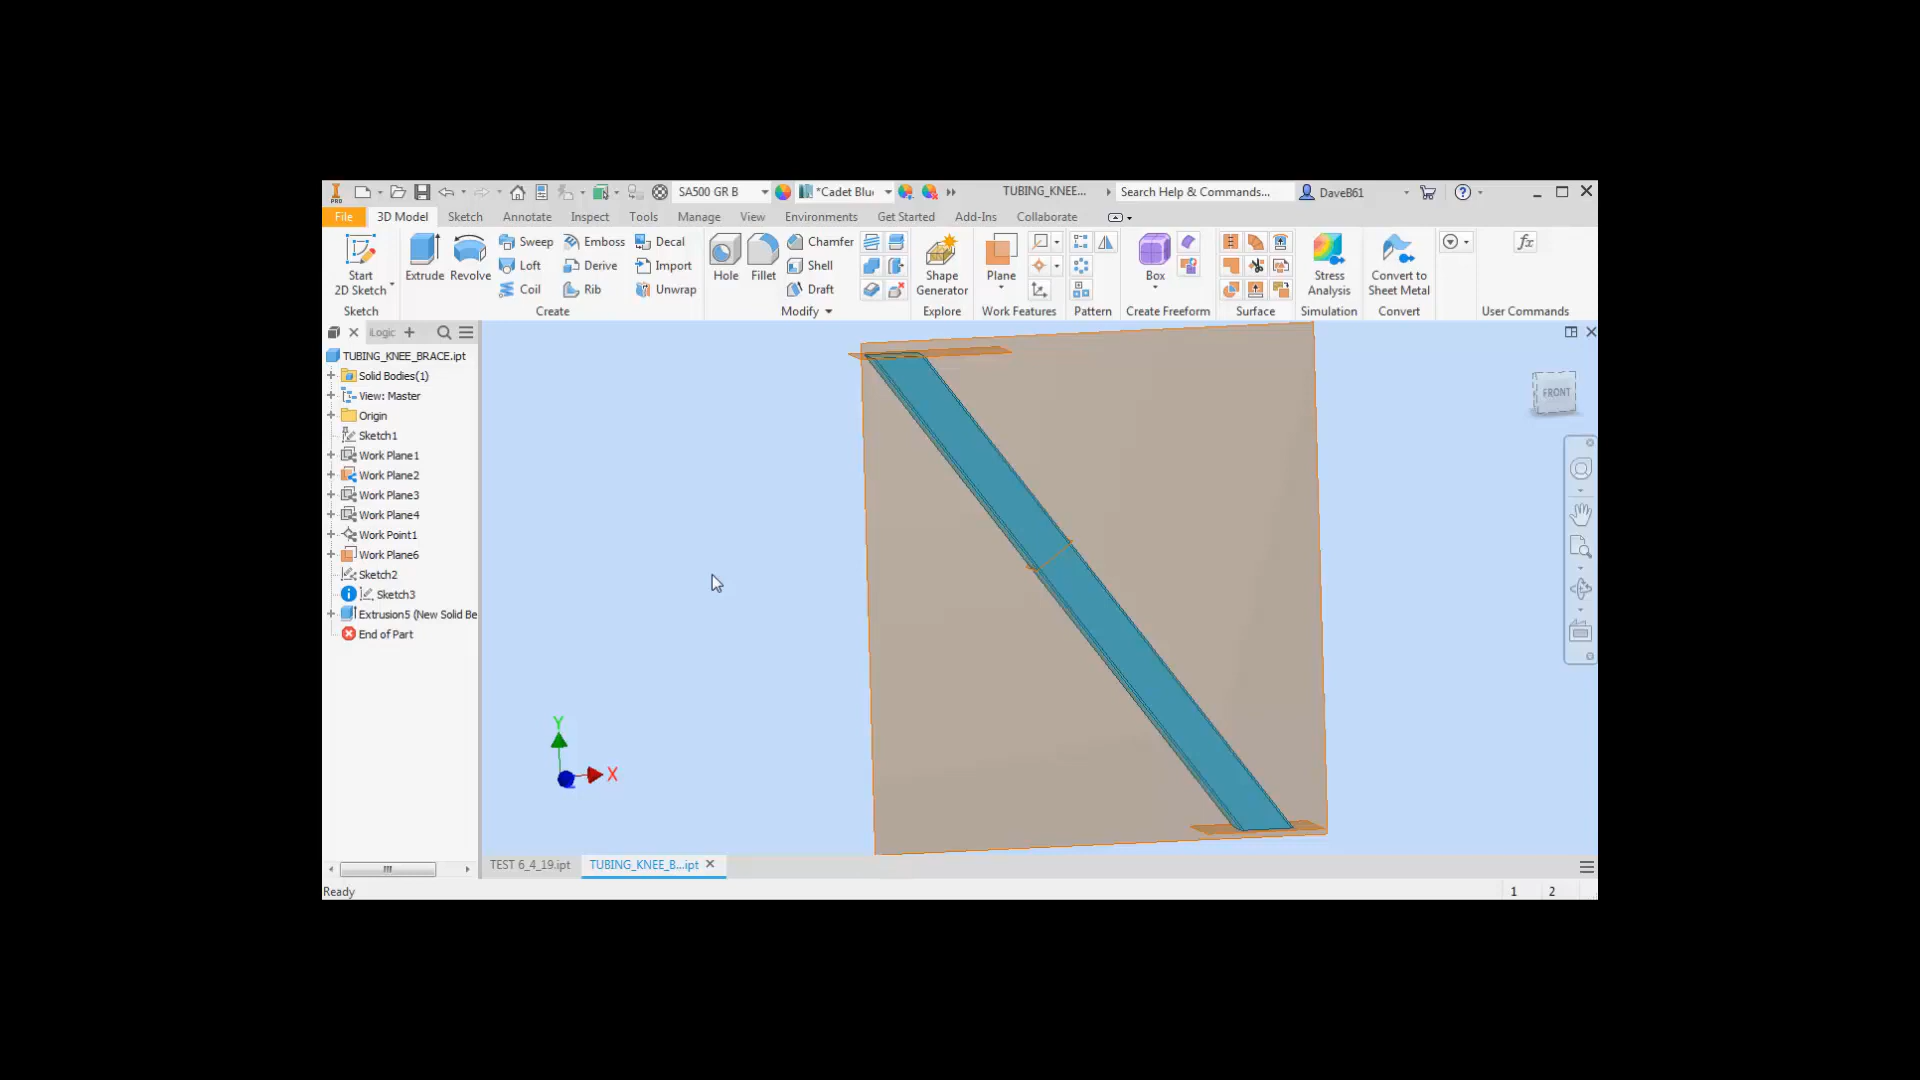 PRO SA500 GR B *Cadet Blu TUBING_KNEE... Search Help & Commands... DaveB61
File 3D Model Sketch Annotate Inspect Tools Manage View Environments Get Started Add-Ins Collaborate
Start
2D Sketch
Sketch
Extrude Revolve
Sweep Emboss Decal
Loft Derive Import
Coil Rib Unwrap
Create
Hole Fillet
Chamfer
Shell
Draft
Modify
Shape
Generator
Explore
Plane
Work Features
Pattern
Box
Create Freeform
Surface
Stress
Analysis
Simulation
Convert to
Sheet Metal
Convert
fx
User Commands
iLogic
TUBING_KNEE_BRACE.ipt
Solid Bodies(1)
View: Master
Origin
Sketch1
Work Plane1
Work Plane2
Work Plane3
Work Plane4
Work Point1
Work Plane6
Sketch2
Sketch3
Extrusion5 (New Solid Be
End of Part
FRONT
Y
X
TEST 6_4_19.ipt TUBING_KNEE_B...ipt
Ready 1 2